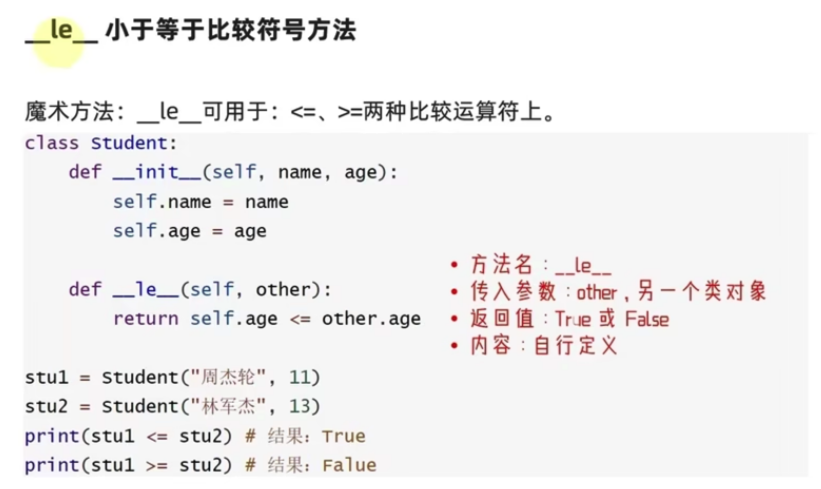 __le__ 小于等于比较符号方法
魔术方法：__le__可用于：<=、>=两种比较运算符上。
class Student:
    def __init__(self, name, age):
        self.name = name
        self.age = age
    def __le__(self, other):
        return self.age <= other.age
• 方法名：__le__
• 传入参数：other，另一个类对象
• 返回值：True 或 False
• 内容：自行定义
stu1 = Student("周杰轮", 11)
stu2 = Student("林军杰", 13)
print(stu1 <= stu2) # 结果：True
print(stu1 >= stu2) # 结果：Falue